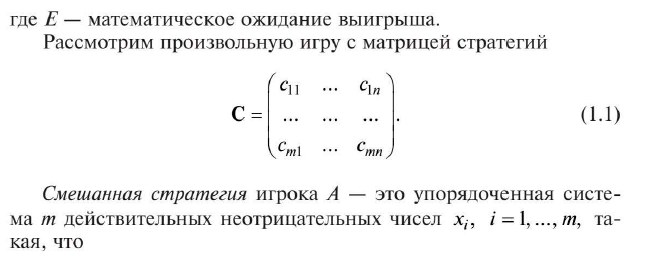 где E — математическое ожидание выигрыша.
Рассмотрим произвольную игру с матрицей стратегий
c11 ... c1n
C = ... ... ... . (1.1)
cm1 ... cmn
Смешанная стратегия игрока A — это упорядоченная систе-
ма m действительных неотрицательных чисел xi, i = 1, ..., m, та-
кая, что